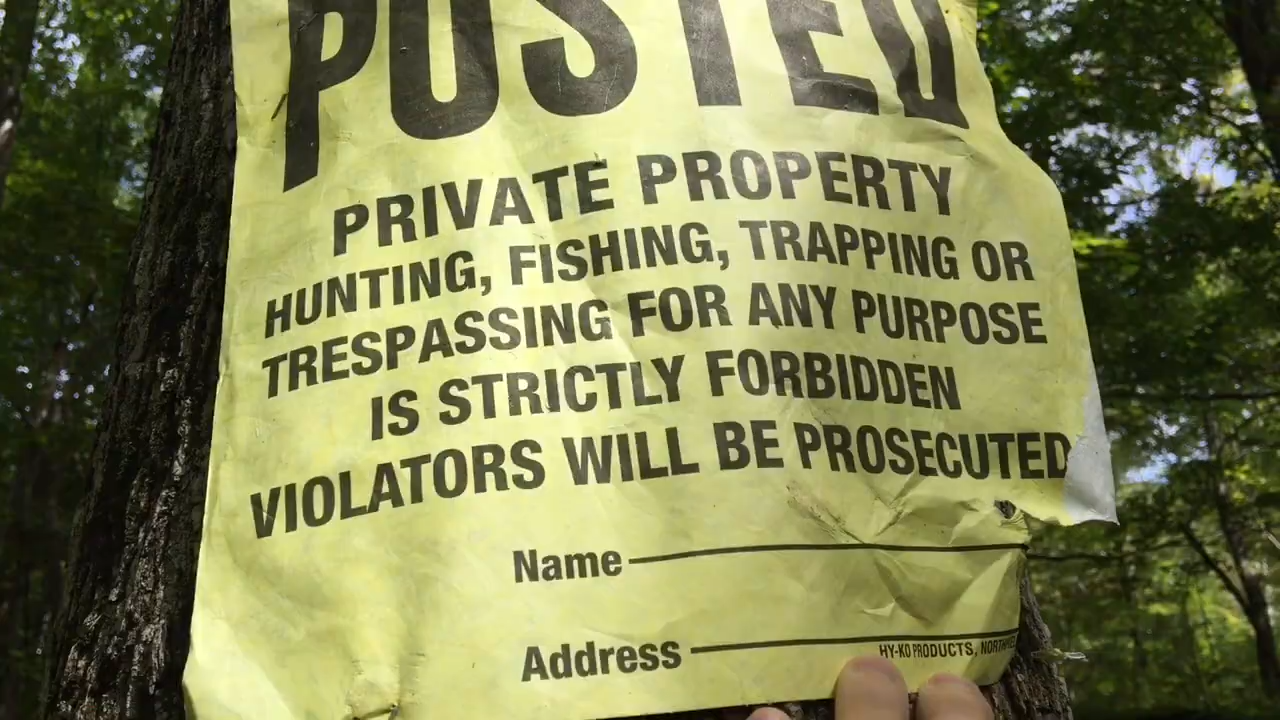 POSTED
PRIVATE PROPERTY
HUNTING, FISHING, TRAPPING OR
TRESPASSING FOR ANY PURPOSE
IS STRICTLY FORBIDDEN
VIOLATORS WILL BE PROSECUTED
Name
Address
HY-KO PRODUCTS,